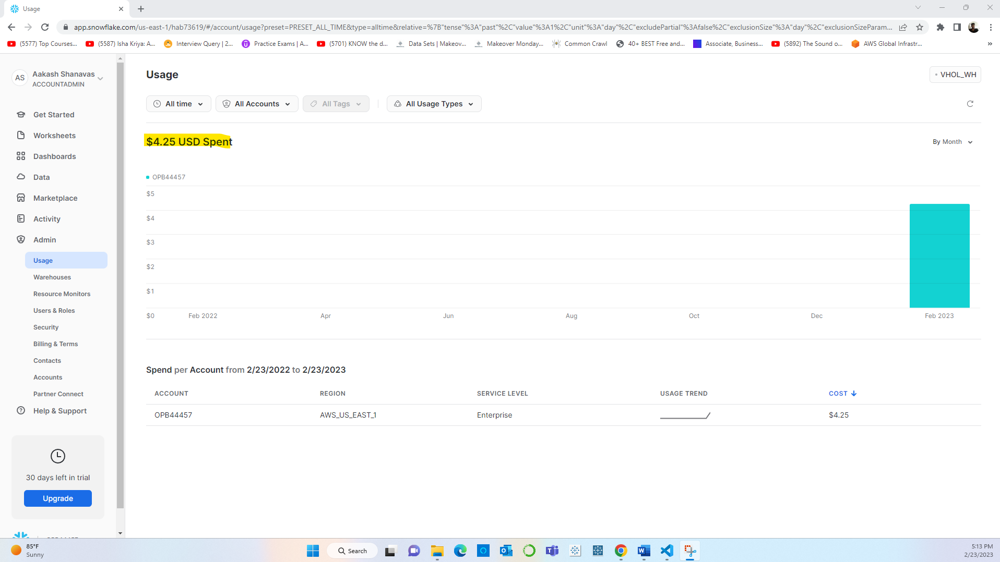 Usage
app.snowflake.com/us-east-1/hab73619/#/account/usage?preset=PRESET_ALL_TIME&type=alltime&relative=%7B"tense"%3A"past"%2C"value"%3A1%2C"unit"%3A"day"%2C"excludePartial"%3Afalse%2C"exclusionSize"%3A"day"%2C"exclusionSizeParam...
(5577) Top Courses... (5587) Isha Kriya: A... Interview Query | 2... Practice Exams | A... (5701) KNOW the d... Data Sets | Makeov... Makeover Monday... Common Crawl 40+ BEST Free and... Associate, Business... (5892) The Sound o... AWS Global Infrastr... »
AS Aakash Shanavas
ACCOUNTADMIN
Get Started
Worksheets
Dashboards
Data
Marketplace
Activity
Admin
Usage
Warehouses
Resource Monitors
Users & Roles
Security
Billing & Terms
Contacts
Accounts
Partner Connect
Help & Support
30 days left in trial
Upgrade
Usage
VHOL_WH
All time All Accounts All Tags All Usage Types
$4.25 USD Spent
By Month
OPB44457
$5
$4
$3
$2
$1
$0 Feb 2022 Apr Jun Aug Oct Dec Feb 2023
Spend per Account from 2/23/2022 to 2/23/2023
ACCOUNT REGION SERVICE LEVEL USAGE TREND COST
OPB44457 AWS_US_EAST_1 Enterprise $4.25
85°F
Sunny
Search
5:13 PM
2/23/2023